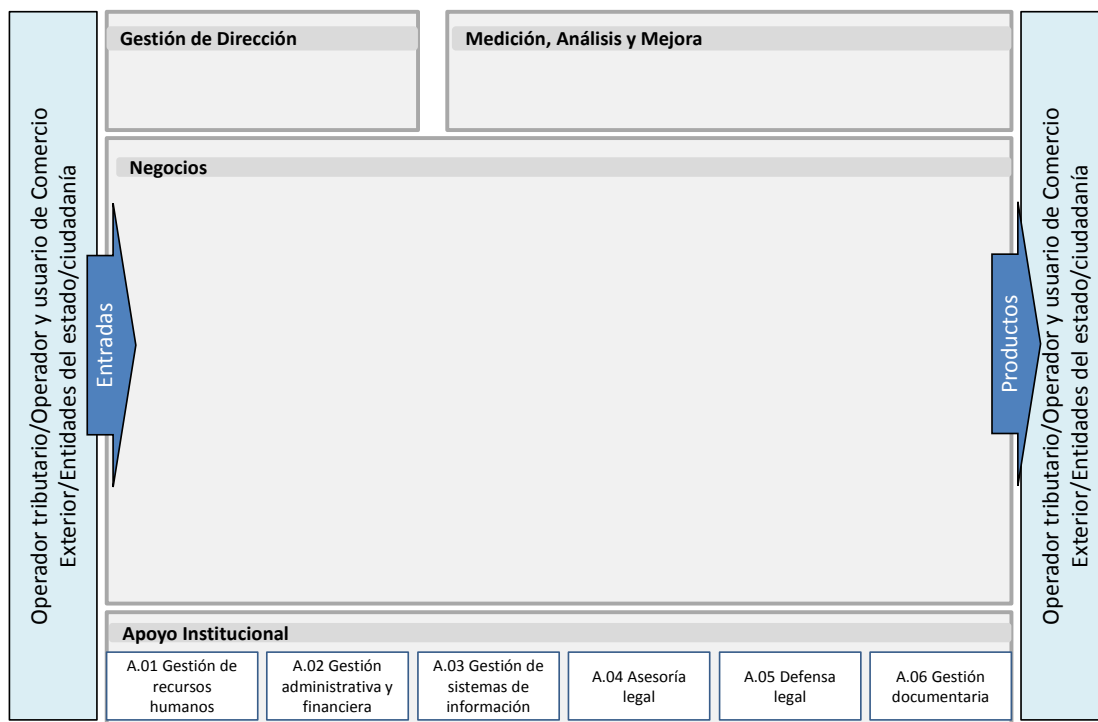 Operador tributario/Operador y usuario de Comercio
Exterior/Entidades del estado/ciudadanía
Entradas
Gestión de Dirección
Medición, Análisis y Mejora
Negocios
Productos
Operador tributario/Operador y usuario de Comercio
Exterior/Entidades del estado/ciudadanía
Apoyo Institucional
A.01 Gestión de
recursos
humanos
A.02 Gestión
administrativa y
financiera
A.03 Gestión de
sistemas de
información
A.04 Asesoría
legal
A.05 Defensa
legal
A.06 Gestión
documentaria